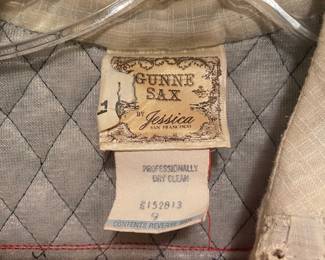 GUNNE
SAX
BY Jessica
SAN FRANCISCO
PROFESSIONALLY
DRY CLEAN
8152813
9
CONTENTS REVERSE SIDE